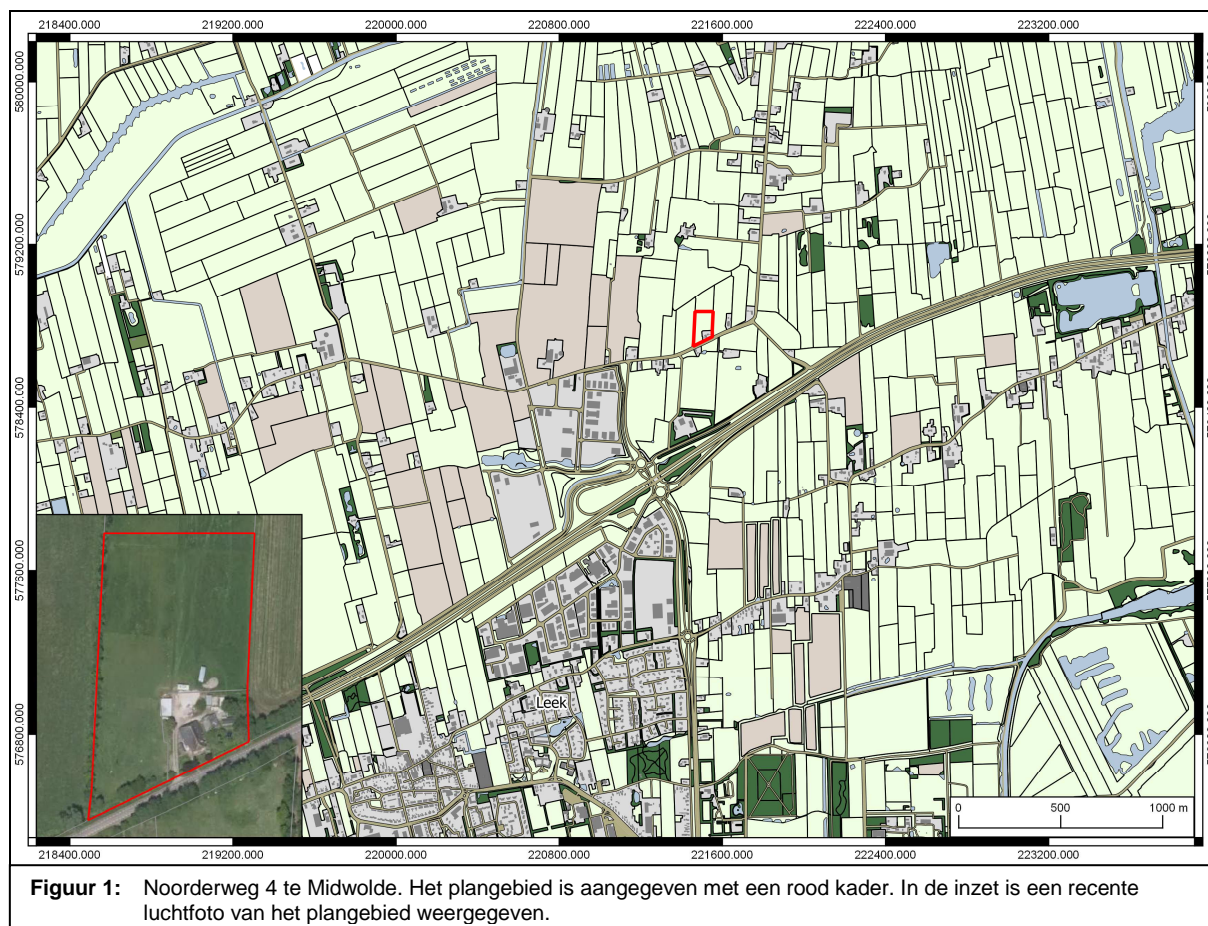 218400.000 219200.000 220000.000 220800.000 221600.000 222400.000 223200.000
580000.000
579200.000
578400.000
577600.000
576800.000
Leek
0 500 1000 m
218400.000 219200.000 220000.000 220800.000 221600.000 222400.000 223200.000
Figuur 1: Noorderweg 4 te Midwolde. Het plangebied is aangegeven met een rood kader. In de inzet is een recente
luchtfoto van het plangebied weergegeven.